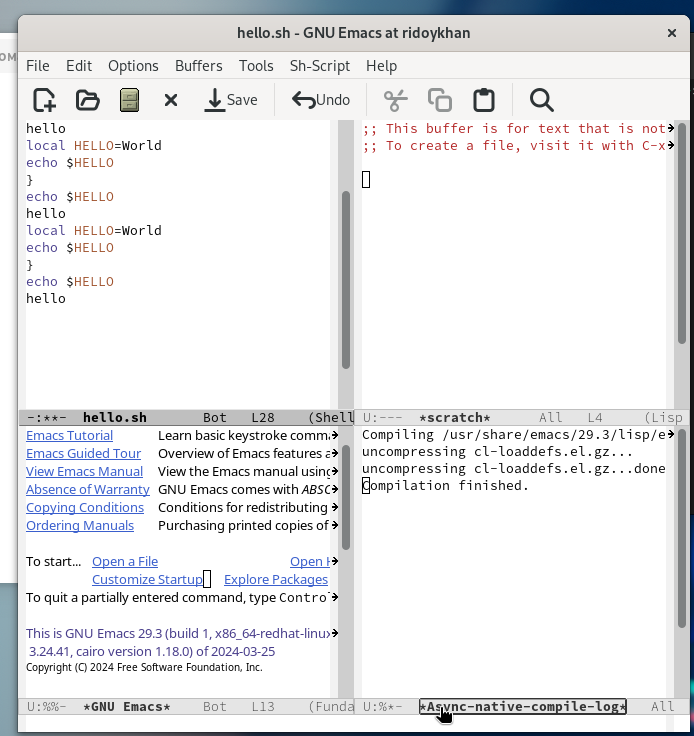 hello.sh - GNU Emacs at ridoykhan
File Edit Options Buffers Tools Sh-Script Help
Save Undo
hello
local HELLO=World
echo $HELLO
}
echo $HELLO
hello
local HELLO=World
echo $HELLO
}
echo $HELLO
hello
-:**- hello.sh Bot L28 (Shell
;; This buffer is for text that is not
;; To create a file, visit it with C-x
U:--- *scratch* All L4 (Lisp
Emacs Tutorial Learn basic keystroke comm
Emacs Guided Tour Overview of Emacs features
View Emacs Manual View the Emacs manual using
Absence of Warranty GNU Emacs comes with ABSO
Copying Conditions Conditions for redistributing
Ordering Manuals Purchasing printed copies of
To start... Open a File Open
Customize Startup Explore Packages
To quit a partially entered command, type Contro
This is GNU Emacs 29.3 (build 1, x86_64-redhat-linux
3.24.41, cairo version 1.18.0) of 2024-03-25
Copyright (C) 2024 Free Software Foundation, Inc.
U:%%- *GNU Emacs* Bot L13 (Funda
Compiling /usr/share/emacs/29.3/lisp/e
uncompressing cl-loaddefs.el.gz...
uncompressing cl-loaddefs.el.gz...done
Compilation finished.
U:%*- *Async-native-compile-log* All